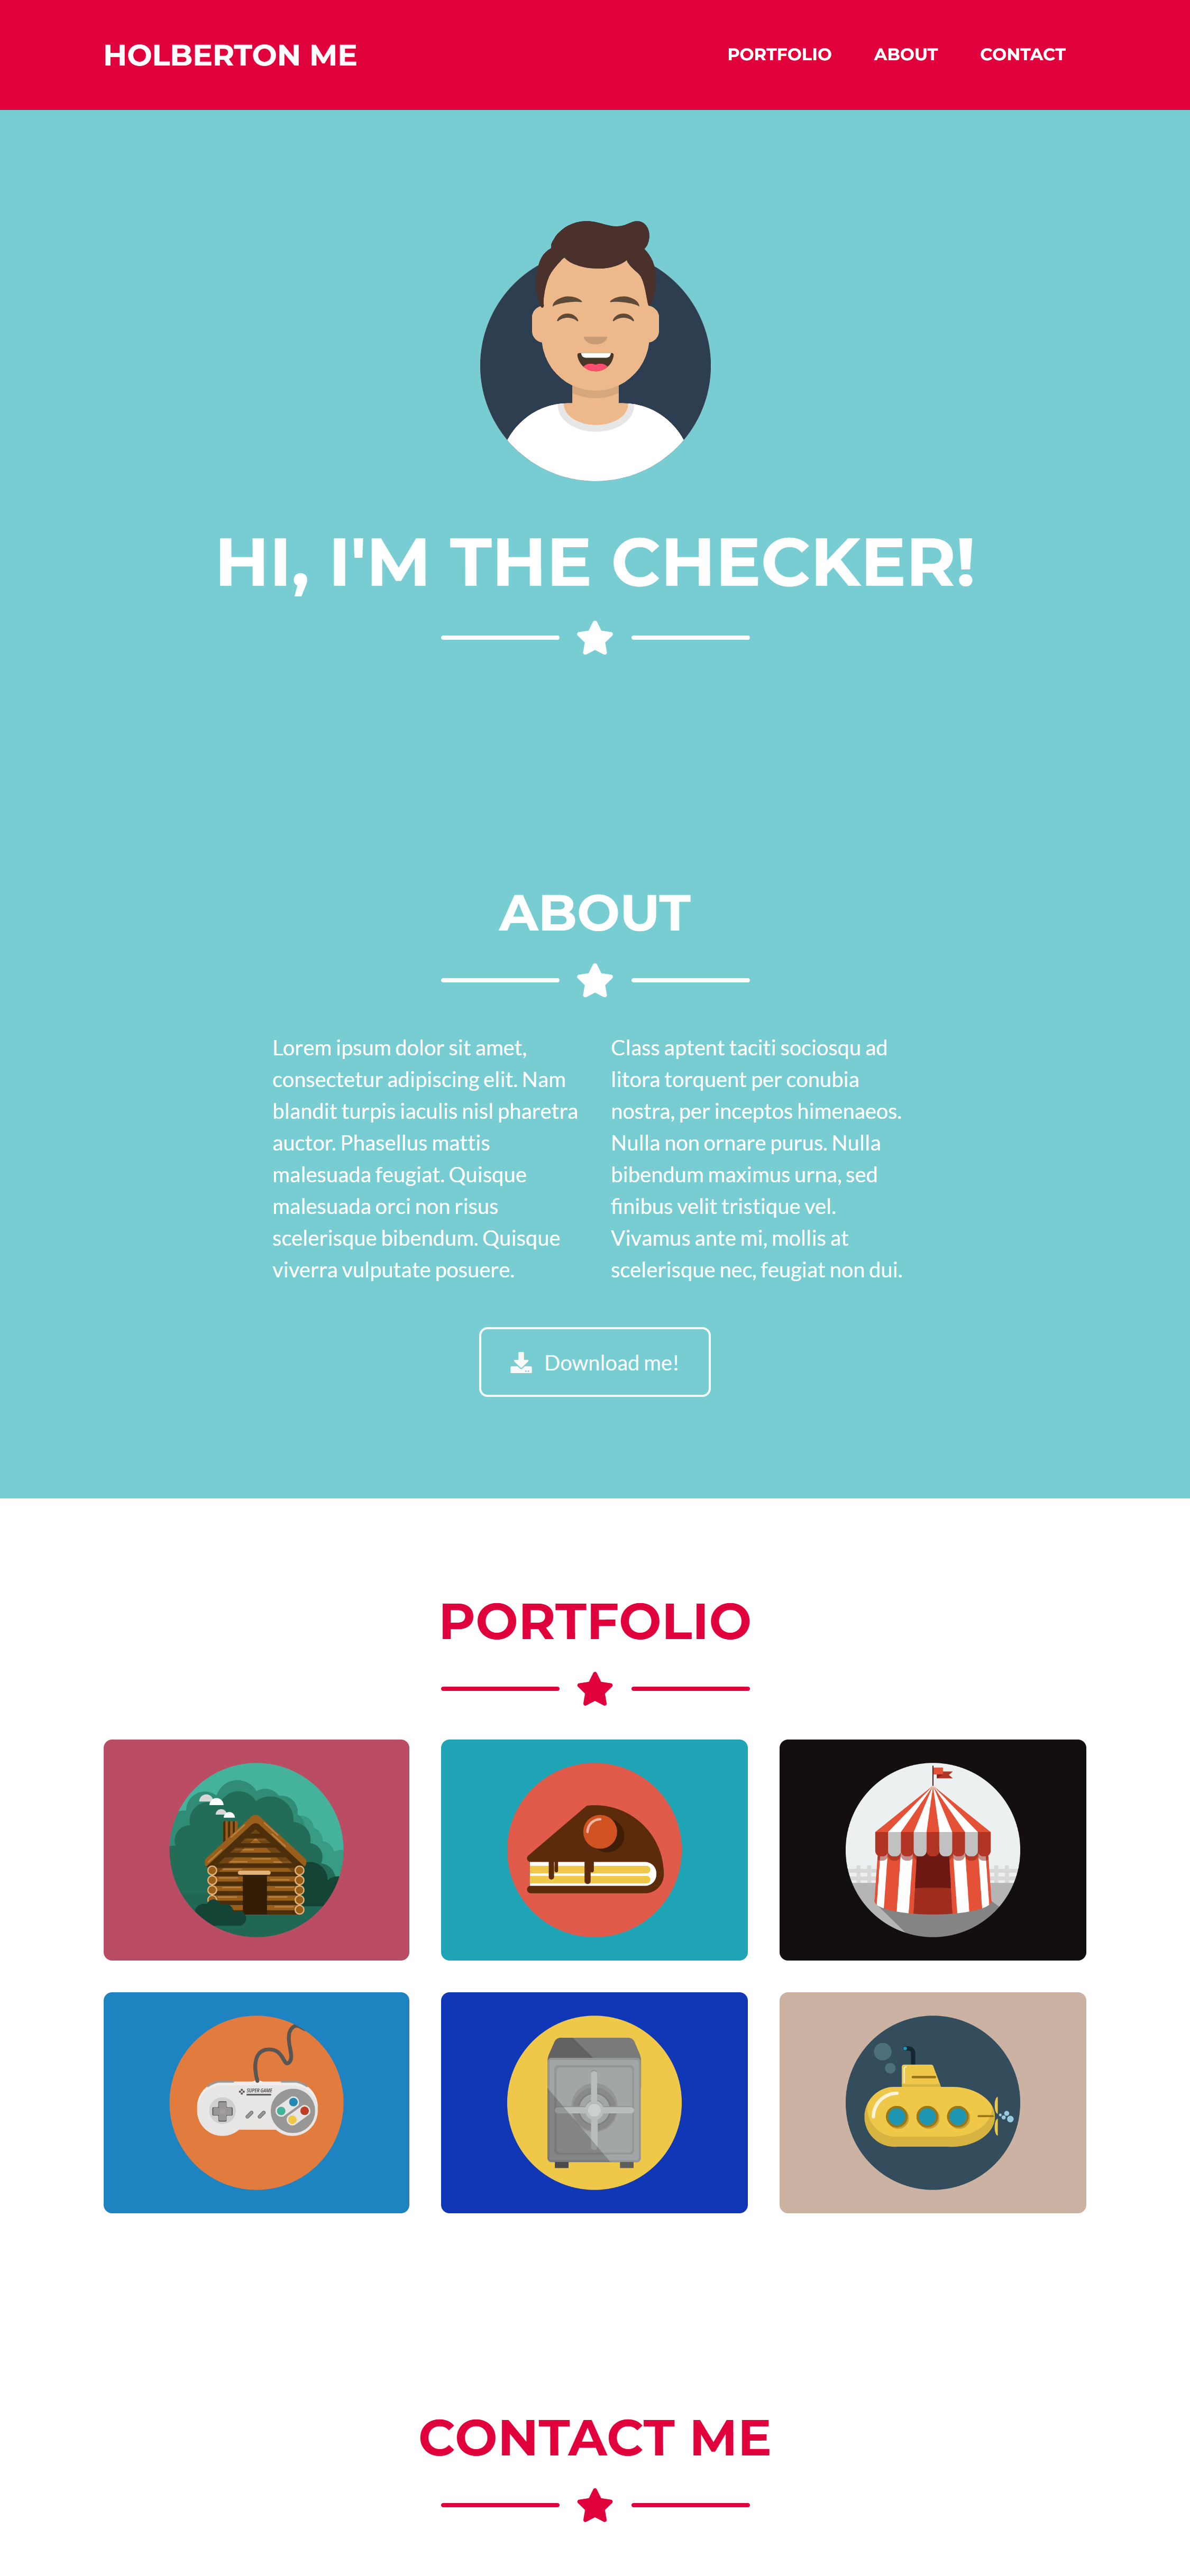 HOLBERTON ME
PORTFOLIO ABOUT CONTACT
HI, I'M THE CHECKER!
ABOUT
Lorem ipsum dolor sit amet,
consectetur adipiscing elit. Nam
blandit turpis iaculis nisl pharetra
auctor. Phasellus mattis
malesuada feugiat. Quisque
malesuada orci non risus
scelerisque bibendum. Quisque
viverra vulputate posuere.
Class aptent taciti sociosqu ad
litora torquent per conubia
nostra, per inceptos himenaeos.
Nulla non ornare purus. Nulla
bibendum maximus urna, sed
finibus velit tristique vel.
Vivamus ante mi, mollis at
scelerisque nec, feugiat non dui.
Download me!
PORTFOLIO
SUPER GAME
CONTACT ME